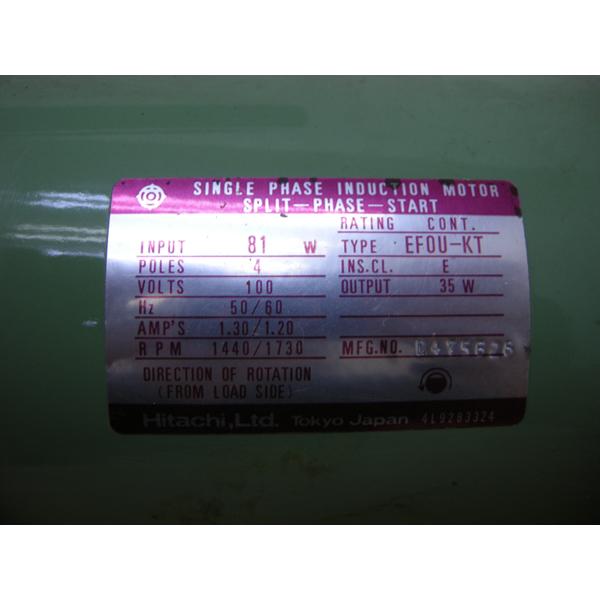 SINGLE PHASE INDUCTION MOTOR
SPLIT-PHASE-START
RATING CONT.
INPUT 81 W TYPE EFOU-KT
POLES 4 INS.CL. E
VOLTS 100 OUTPUT 35 W
Hz 50/60
AMP'S 1.30/1.20
RPM 1440/1730 MFG.NO.
DIRECTION OF ROTATION
(FROM LOAD SIDE)
Hitachi,Ltd. Tokyo Japan 4L9283324